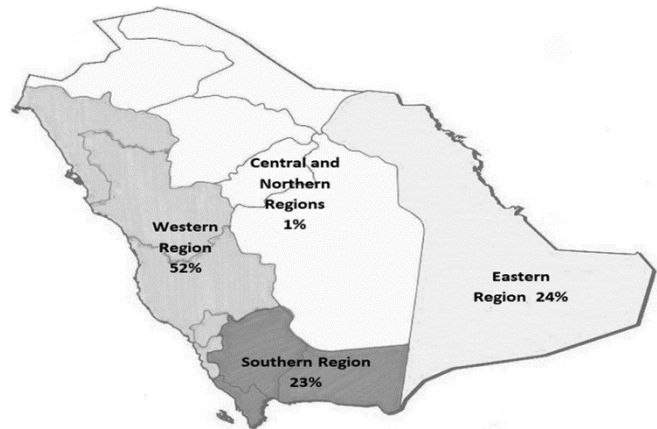 Central and
Northern
Regions
1%
Western
Region
52%
Eastern
Region 24%
Southern Region
23%